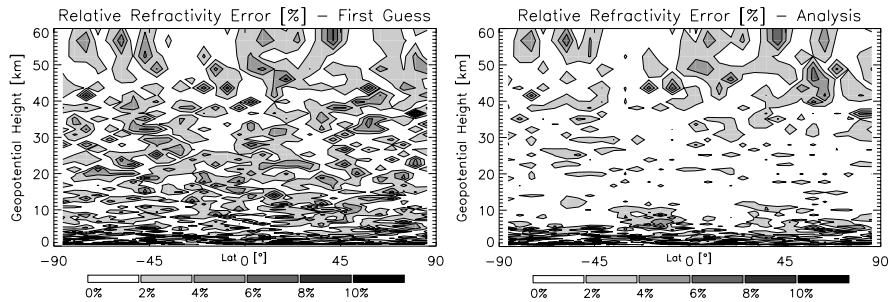 Relative Refractivity Error [%] – First Guess
Geopotential Height [km]
60
50
40
30
20
10
0
−90 −45 0 45 90
Lat [°]
0% 2% 4% 6% 8% 10%
Relative Refractivity Error [%] – Analysis
Geopotential Height [km]
60
50
40
30
20
10
0
−90 −45 0 45 90
Lat [°]
0% 2% 4% 6% 8% 10%